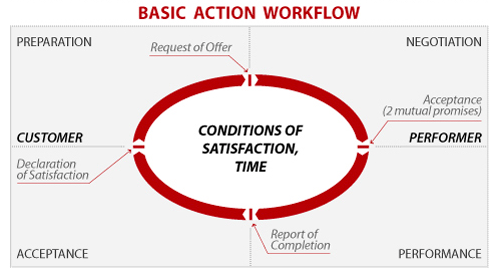 BASIC ACTION WORKFLOW
PREPARATION
NEGOTIATION
Request of Offer
Acceptance
(2 mutual promises)
CUSTOMER
CONDITIONS OF
SATISFACTION,
TIME
PERFORMER
Declaration
of Satisfaction
Report of
Completion
ACCEPTANCE
PERFORMANCE